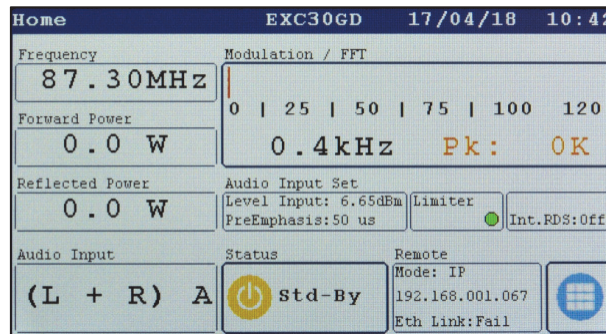 Home EXC30GD 17/04/18 10:42
Frequency
87.30MHz
Modulation / FFT
0 | 25 | 50 | 75 | 100 120
0.4kHz Pk: 0K
Forward Power
0.0 W
Reflected Power
0.0 W
Audio Input Set
Level Input: 6.65dBm
PreEmphasis:50 us
Limiter
Int.RDS:Off
Audio Input
(L + R) A
Status
Std-By
Remote
Mode: IP
192.168.001.067
Eth Link:Fail